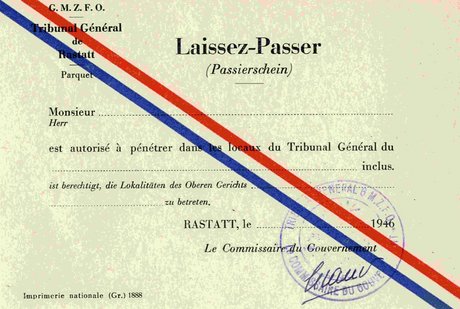 G. M. Z. F. O.
Tribunal Général
de
Rastatt
Parquet
Laissez-Passer
(Passierschein)
Monsieur
Herr
est autorisé à pénétrer dans les locaux du Tribunal Général du
inclus.
ist berechtigt, die Lokalitäten des Oberen Gerichts
zu betreten.
RASTATT, le 1946
Le Commissaire du Gouvernement
Imprimerie nationale (Gr.) 1888